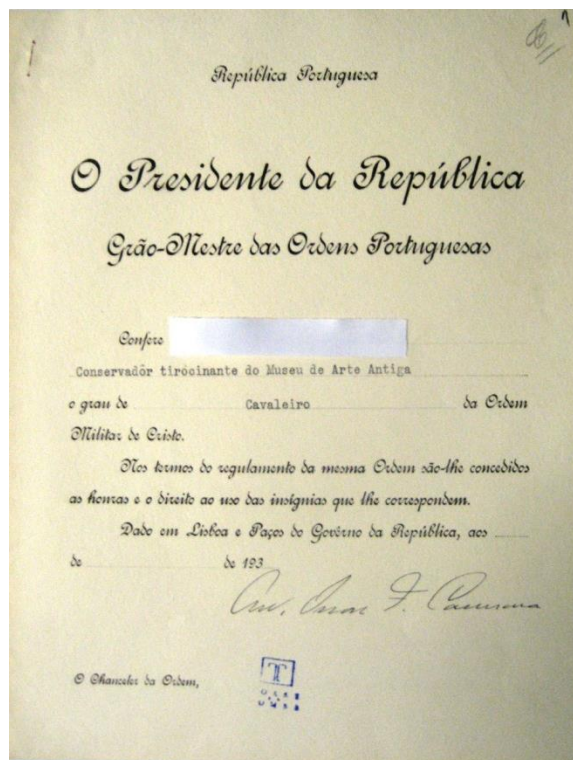 República Portuguesa
O Presidente da República
Grão-Mestre das Ordens Portuguesas
Confere
Conservadôr tirocinante do Museu de Arte Antiga
o grau de Cavaleiro da Ordem
Militar de Cristo.
Nos termos do regulamento da mesma Ordem são-lhe concedidos
as honras e o direito ao uso das insígnias que lhe correspondem.
Dado em Lisboa e Paços do Govêrno da República, aos
de de 193
O Chanceler da Ordem,
T